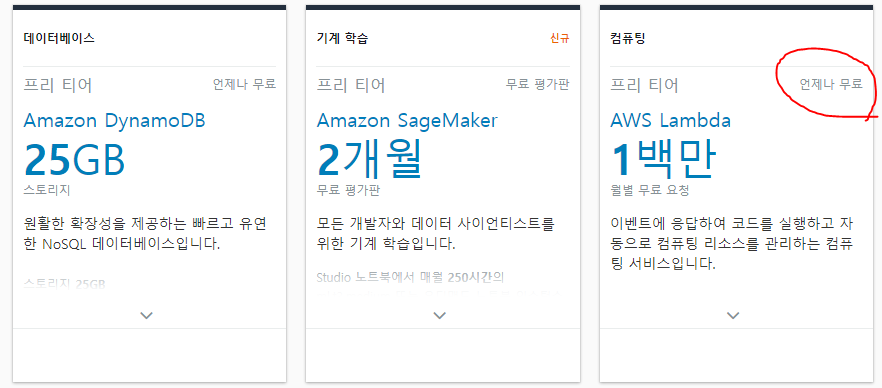 데이터베이스
프리 티어 언제나 무료
Amazon DynamoDB
25GB
스토리지
원활한 확장성을 제공하는 빠르고 유연
한 NoSQL 데이터베이스입니다.
스토리지 25GB
기계 학습 신규
프리 티어 무료 평가판
Amazon SageMaker
2개월
무료 평가판
모든 개발자와 데이터 사이언티스트를
위한 기계 학습입니다.
Studio 노트북에서 매월 250시간의
컴퓨팅
프리 티어 언제나 무료
AWS Lambda
1백만
월별 무료 요청
이벤트에 응답하여 코드를 실행하고 자
동으로 컴퓨팅 리소스를 관리하는 컴퓨
팅 서비스입니다.